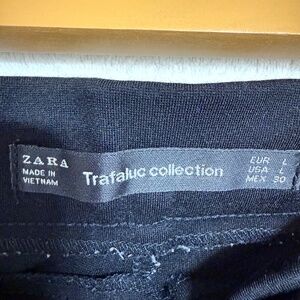 ZARA
MADE IN
VIETNAM
Trafaluc collection
EUR L
USA L
MEX 30